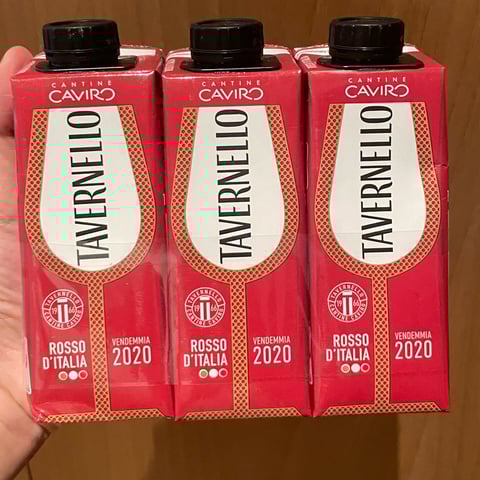 CANTINE
CAVIRO
TAVERNELLO
ROSSO
D'ITALIA
VENDEMMIA
2020
CANTINE
CAVIRO
TAVERNELLO
ROSSO
D'ITALIA
VENDEMMIA
2020
CANTINE
CAVIRO
TAVERNELLO
ROSSO
D'ITALIA
VENDEMMIA
2020